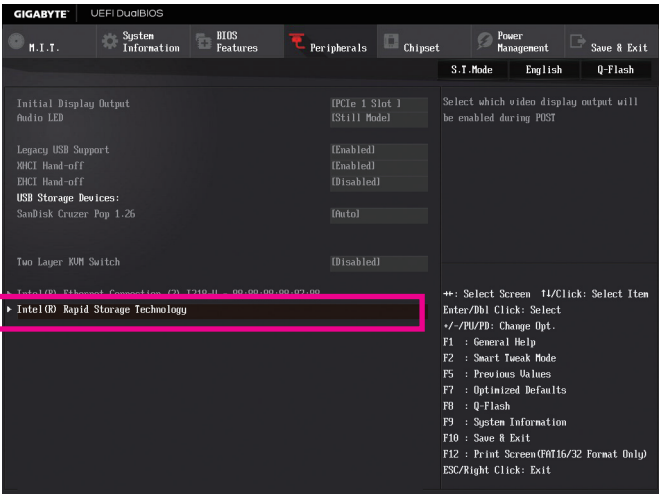 GIGABYTE™ UEFI DualBIOS
M.I.T. System Information BIOS Features Peripherals Chipset Power Management Save & Exit
S.T.Mode English Q-Flash
Initial Display Output [PCIe 1 Slot ]
Audio LED [Still Mode]
Legacy USB Support [Enabled]
XHCI Hand-off [Enabled]
EHCI Hand-off [Disabled]
USB Storage Devices:
SanDisk Cruzer Pop 1.26 [Auto]
Two Layer KVM Switch [Disabled]
Intel(R) Ethernet Connection (2)
▶ Intel(R) Rapid Storage Technology
Select which video display output will
be enabled during POST
→←: Select Screen ↑↓/Click: Select Item
Enter/Dbl Click: Select
+/-/PU/PD: Change Opt.
F1 : General Help
F2 : Smart Tweak Mode
F5 : Previous Values
F7 : Optimized Defaults
F8 : Q-Flash
F9 : System Information
F10 : Save & Exit
F12 : Print Screen(FAT16/32 Format Only)
ESC/Right Click: Exit